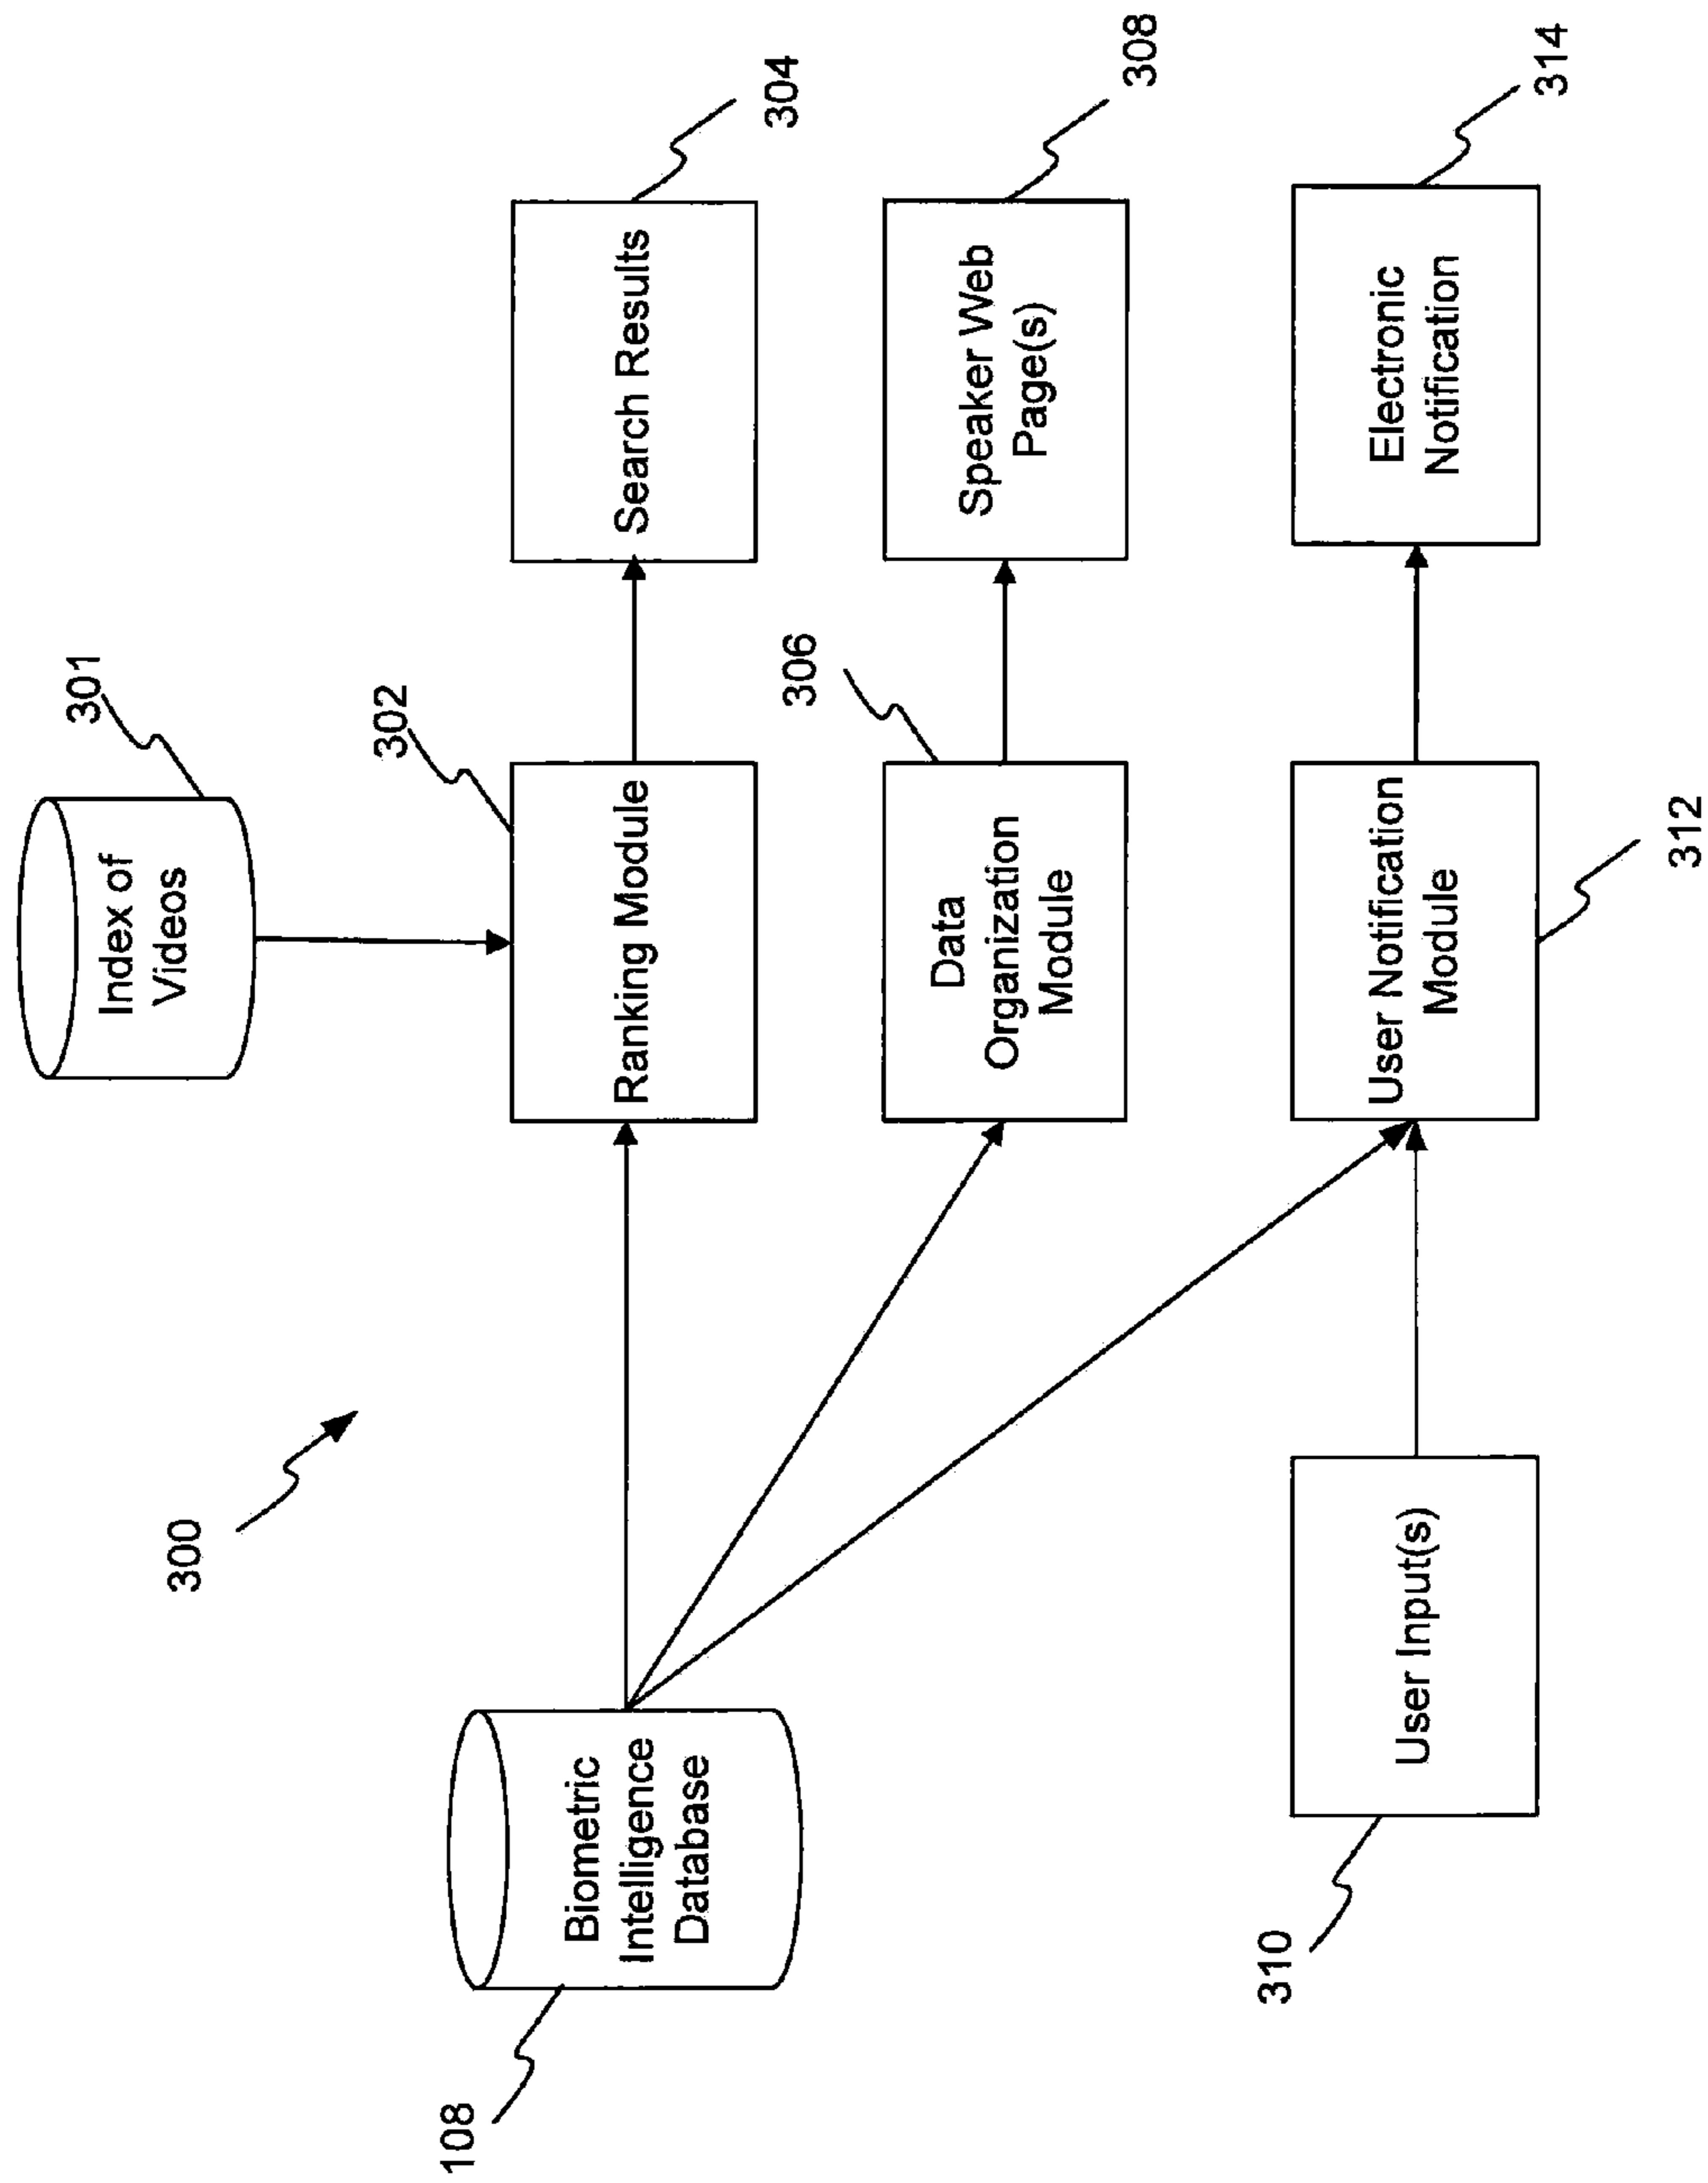 300
301
Index of
Videos
302
Ranking Module
304
Search Results
108
Biometric
Intelligence
Database
306
Data
Organization
Module
308
Speaker Web
Page(s)
310
User Input(s)
312
User Notification
Module
314
Electronic
Notification